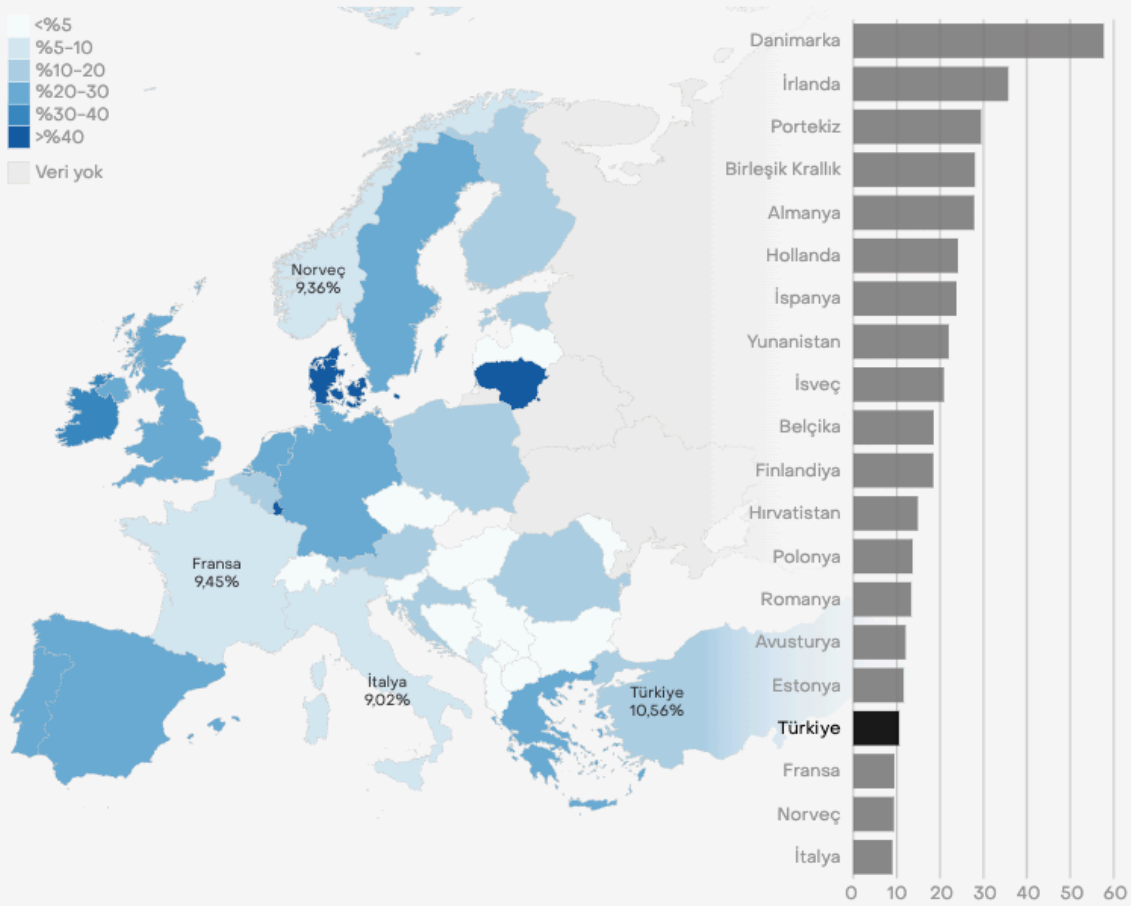 <%5
%5-10
%10-20
%20-30
%30-40
>%40
Veri yok
Norveç
9,36%
Fransa
9,45%
İtalya
9,02%
Türkiye
10,56%
Danimarka
İrlanda
Portekiz
Birleşik Krallık
Almanya
Hollanda
İspanya
Yunanistan
İsveç
Belçika
Finlandiya
Hırvatistan
Polonya
Romanya
Avusturya
Estonya
Türkiye
Fransa
Norveç
İtalya
0 10 20 30 40 50 60